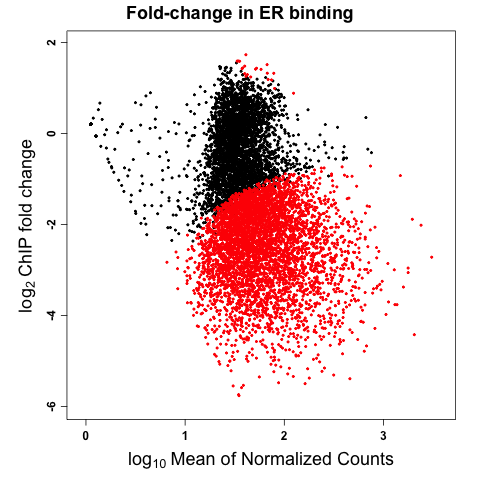 Fold-change in ER binding
2
0
-2
-4
-6
log2 ChIP fold change
0 1 2 3
log10 Mean of Normalized Counts